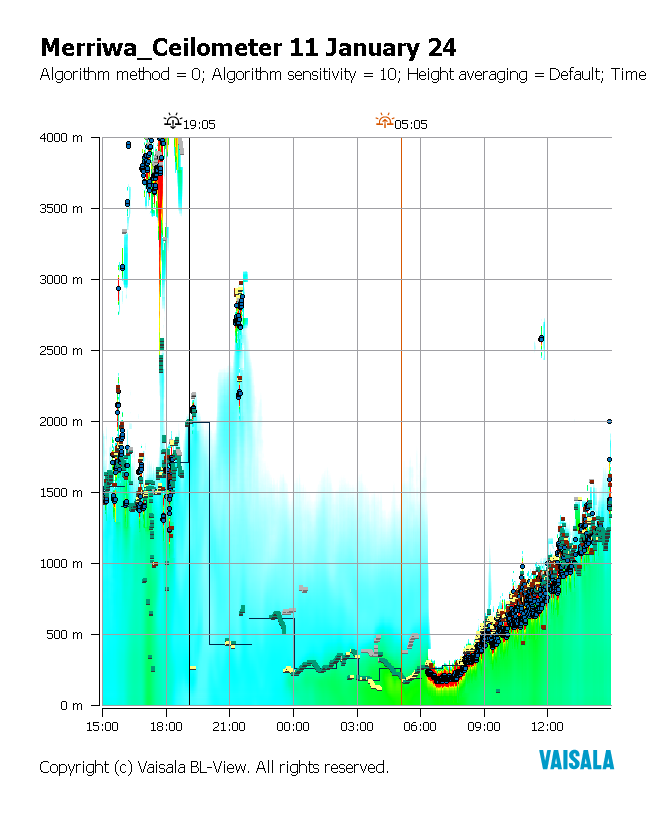 Merriwa_Ceilometer 11 January 24
Algorithm method = 0; Algorithm sensitivity = 10; Height averaging = Default; Time
19:05
05:05
4000 m
3500 m
3000 m
2500 m
2000 m
1500 m
1000 m
500 m
0 m
15:00 18:00 21:00 00:00 03:00 06:00 09:00 12:00
Copyright (c) Vaisala BL-View. All rights reserved.
VAISALA